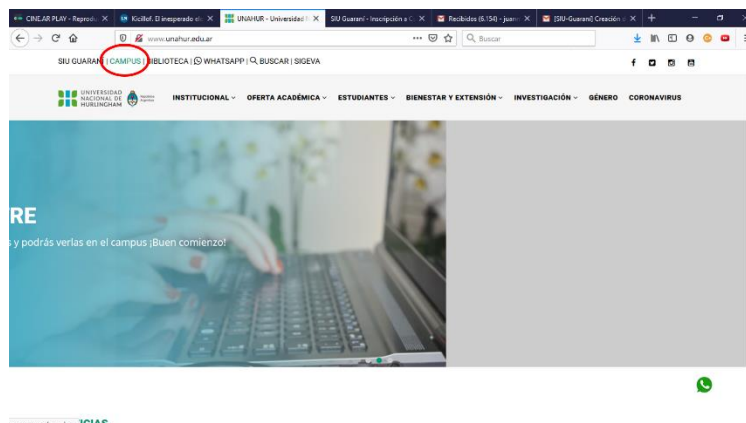 CINE.AR PLAY - Reprodu
Kicillof. El inesperado
UNAHUR - Universidad
SIU Guaraní - Inscripción a
Recibidos (6.154) - juan
[SIU-Guaraní] Creación
www.unahur.edu.ar
Buscar
SIU GUARANÍ | CAMPUS | BIBLIOTECA | WHATSAPP | BUSCAR | SIGEVA
UNIVERSIDAD
NACIONAL DE
HURLINGHAM
INSTITUCIONAL OFERTA ACADÉMICA ESTUDIANTES BIENESTAR Y EXTENSIÓN INVESTIGACIÓN GÉNERO CORONAVIRUS
RE
s y podrás verlas en el campus ¡Buen comienzo!
ICIAS